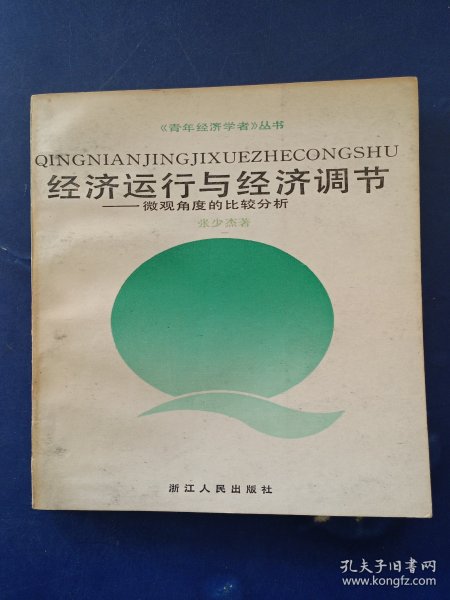 《青年经济学者》丛书
QINGNIANJINGJIXUEZHECONGSHU
经济运行与经济调节
——微观角度的比较分析
张少杰著
浙江人民出版社
孔夫子旧书网
www.kongfz.com